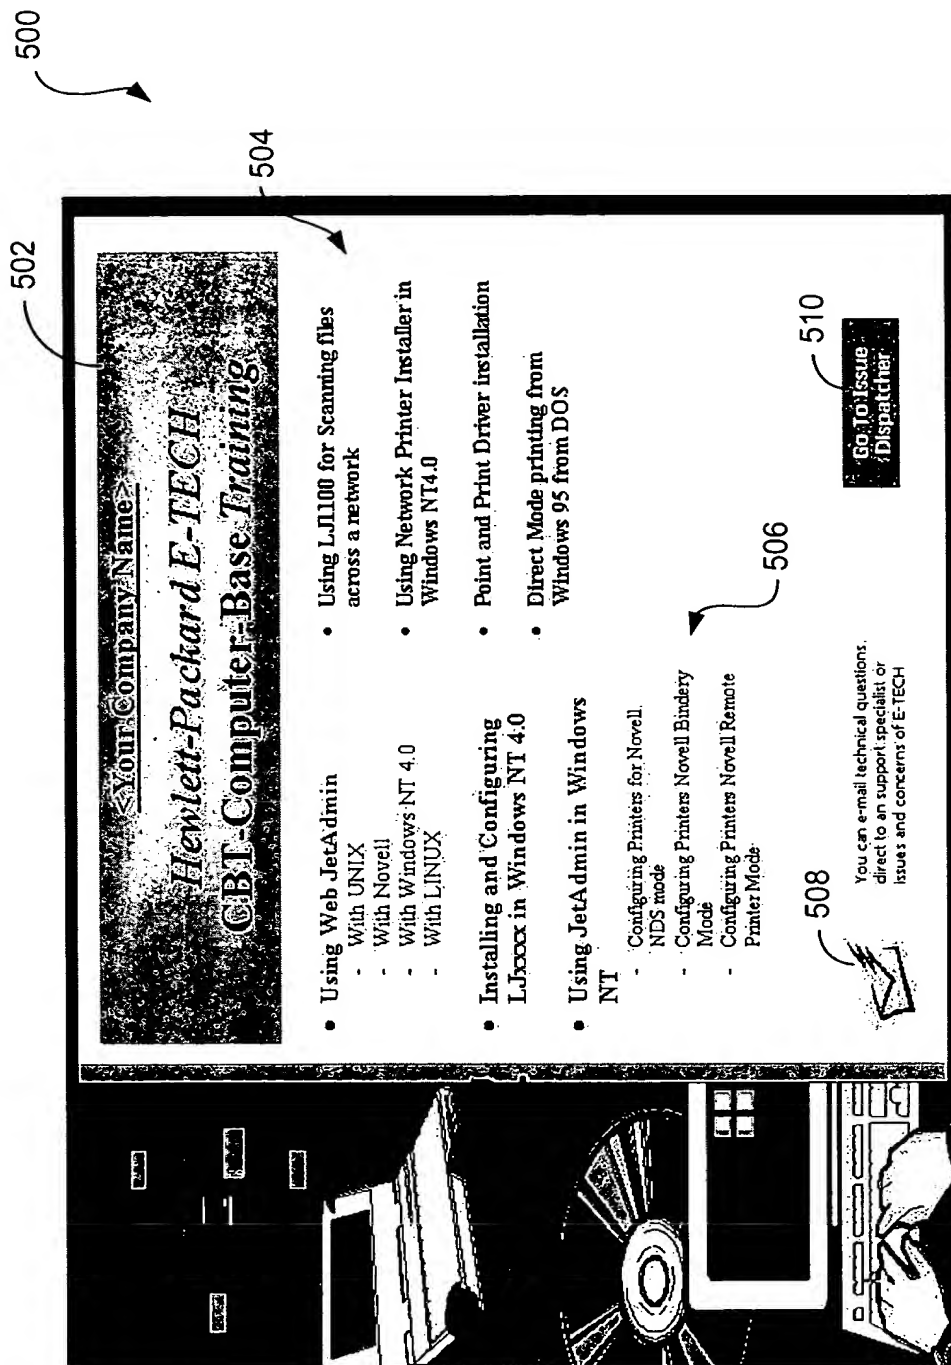 500
502
504
<Your Company Name>
Hewlett-Packard E-TECH
CBT-Computer-Base Training
• Using Web JetAdmin
- With UNIX
- With Novell
- With Windows NT 4.0
- With LINUX
• Installing and Configuring
LJxxxx in Windows NT 4.0
• Using JetAdmin in Windows
NT
- Configuring Printers for Novell
NDS mode
- Configuring Printers Novell Bindery
Mode
- Configuring Printers Novell Remote
Printer Mode
506
• Using LJ1100 for Scanning files
across a network
• Using Network Printer Installer in
Windows NT4.0
• Point and Print Driver installation
• Direct Mode printing from
Windows 95 from DOS
508
You can e-mail technical questions.
direct to an support specialist or
issues and concerns of E-TECH
510
Go To Issue
Dispatcher